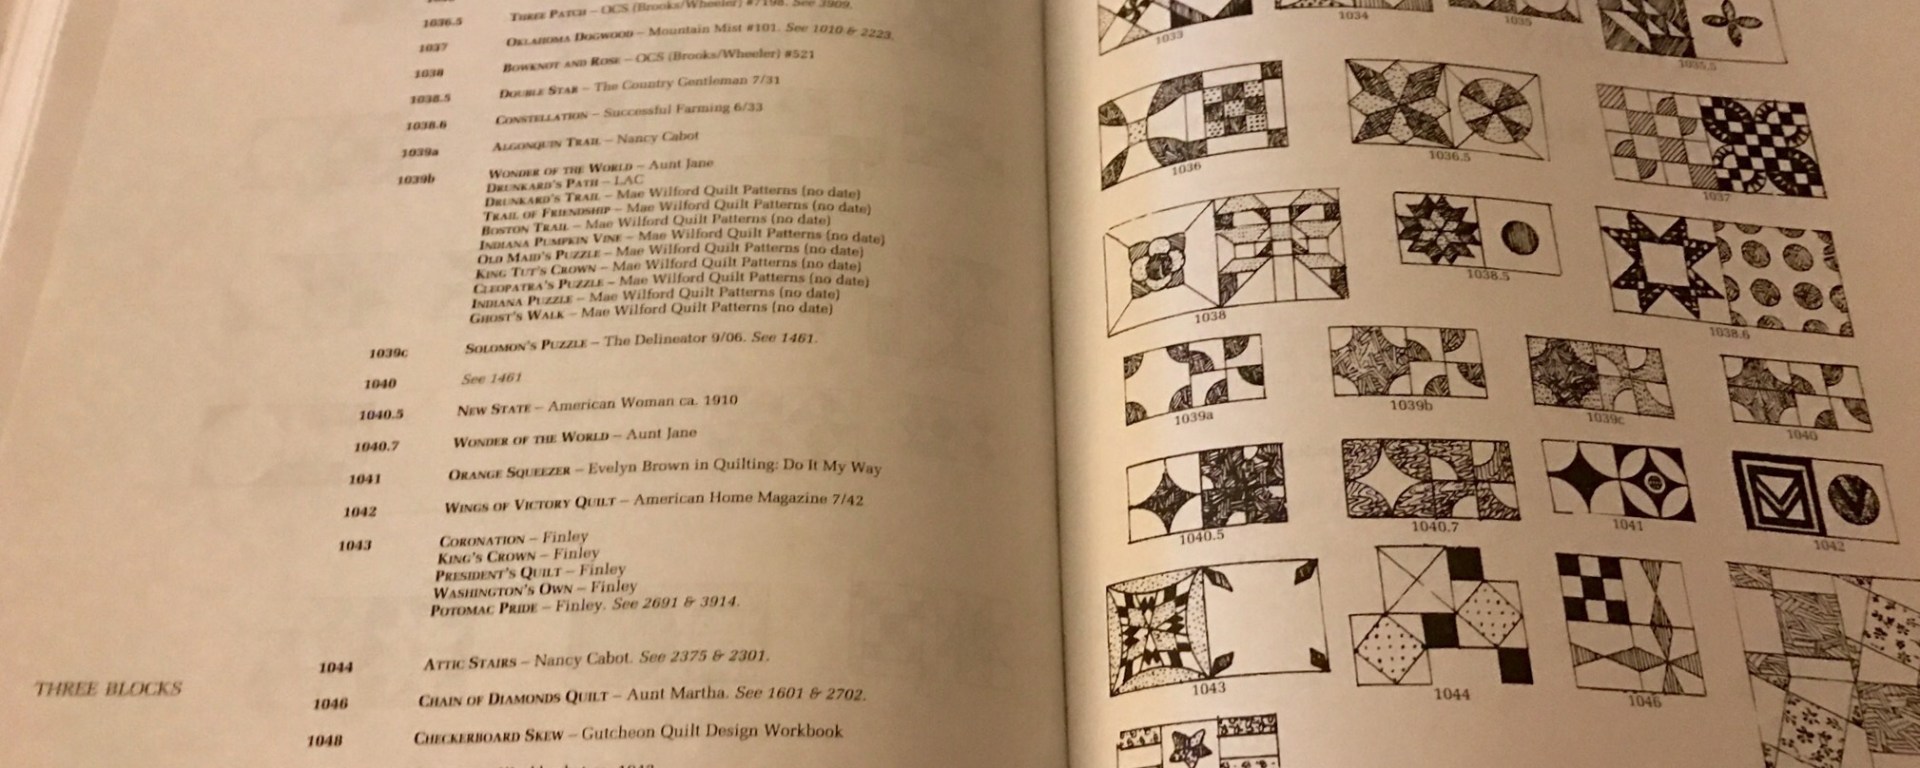 1036.5 THREE PATCH – OCS (Brooks/Wheeler) #7198. See 3909.
1037 OKLAHOMA DOGWOOD – Mountain Mist #101. See 1010 & 2223.
1038 BOWKNOT AND ROSE – OCS (Brooks/Wheeler) #521
1038.5 DOUBLE STAR – The Country Gentleman 7/31
1038.6 CONSTELLATION – Successful Farming 6/33
1039a ALGONQUIN TRAIL – Nancy Cabot
1039b WONDER OF THE WORLD – Aunt Jane
DRUNKARD'S PATH – LAC
DRUNKARD'S TRAIL – Mae Wilford Quilt Patterns (no date)
TRAIL OF FRIENDSHIP – Mae Wilford Quilt Patterns (no date)
BOSTON TRAIL – Mae Wilford Quilt Patterns (no date)
INDIANA PUMPKIN VINE – Mae Wilford Quilt Patterns (no date)
OLD MAID'S PUZZLE – Mae Wilford Quilt Patterns (no date)
KING TUT'S CROWN – Mae Wilford Quilt Patterns (no date)
CLEOPATRA'S PUZZLE – Mae Wilford Quilt Patterns (no date)
INDIANA PUZZLE – Mae Wilford Quilt Patterns (no date)
GHOST'S WALK – Mae Wilford Quilt Patterns (no date)
1039c SOLOMON'S PUZZLE – The Delineator 9/06. See 1461.
1040 See 1461
1040.5 NEW STATE – American Woman ca. 1910
1040.7 WONDER OF THE WORLD – Aunt Jane
1041 ORANGE SQUEEZER – Evelyn Brown in Quilting: Do It My Way
1042 WINGS OF VICTORY QUILT – American Home Magazine 7/42
1043 CORONATION – Finley
KING'S CROWN – Finley
PRESIDENT'S QUILT – Finley
WASHINGTON'S OWN – Finley
POTOMAC PRIDE – Finley. See 2691 & 3914.
1044 ATTIC STAIRS – Nancy Cabot. See 2375 & 2301.
THREE BLOCKS
1046 CHAIN OF DIAMONDS QUILT – Aunt Martha. See 1601 & 2702.
1048 CHECKERBOARD SKEW – Gutcheon Quilt Design Workbook
1033
1034
1035
1035.5
1036
1036.5
1037
1038
1038.5
1038.6
1039a
1039b
1039c
1040
1040.5
1040.7
1041
1042
1043
1044
1046